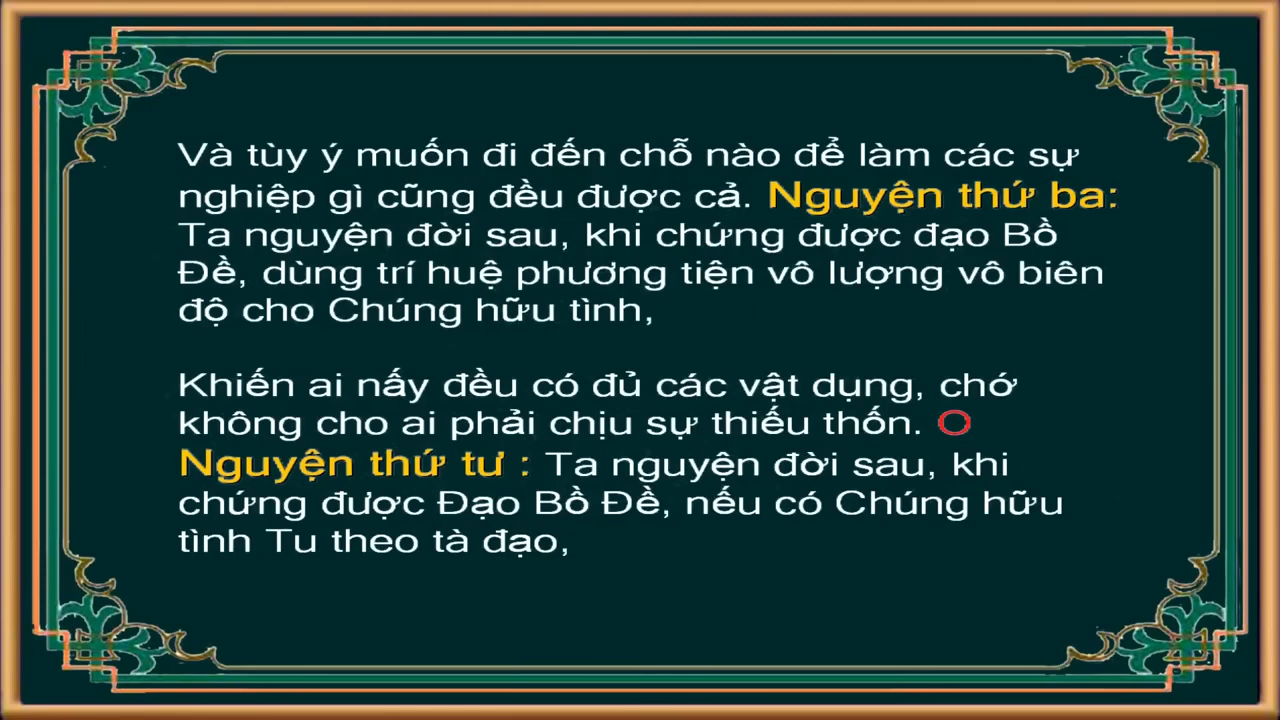 Và tùy ý muốn đi đến chỗ nào để làm các sự
nghiệp gì cũng đều được cả. Nguyện thứ ba:
Ta nguyện đời sau, khi chứng được đạo Bồ
Đề, dùng trí huệ phương tiện vô lượng vô biên
độ cho Chúng hữu tình,
Khiến ai nấy đều có đủ các vật dụng, chớ
không cho ai phải chịu sự thiếu thốn. O
Nguyện thứ tư : Ta nguyện đời sau, khi
chứng được Đạo Bồ Đề, nếu có Chúng hữu
tình Tu theo tà đạo,